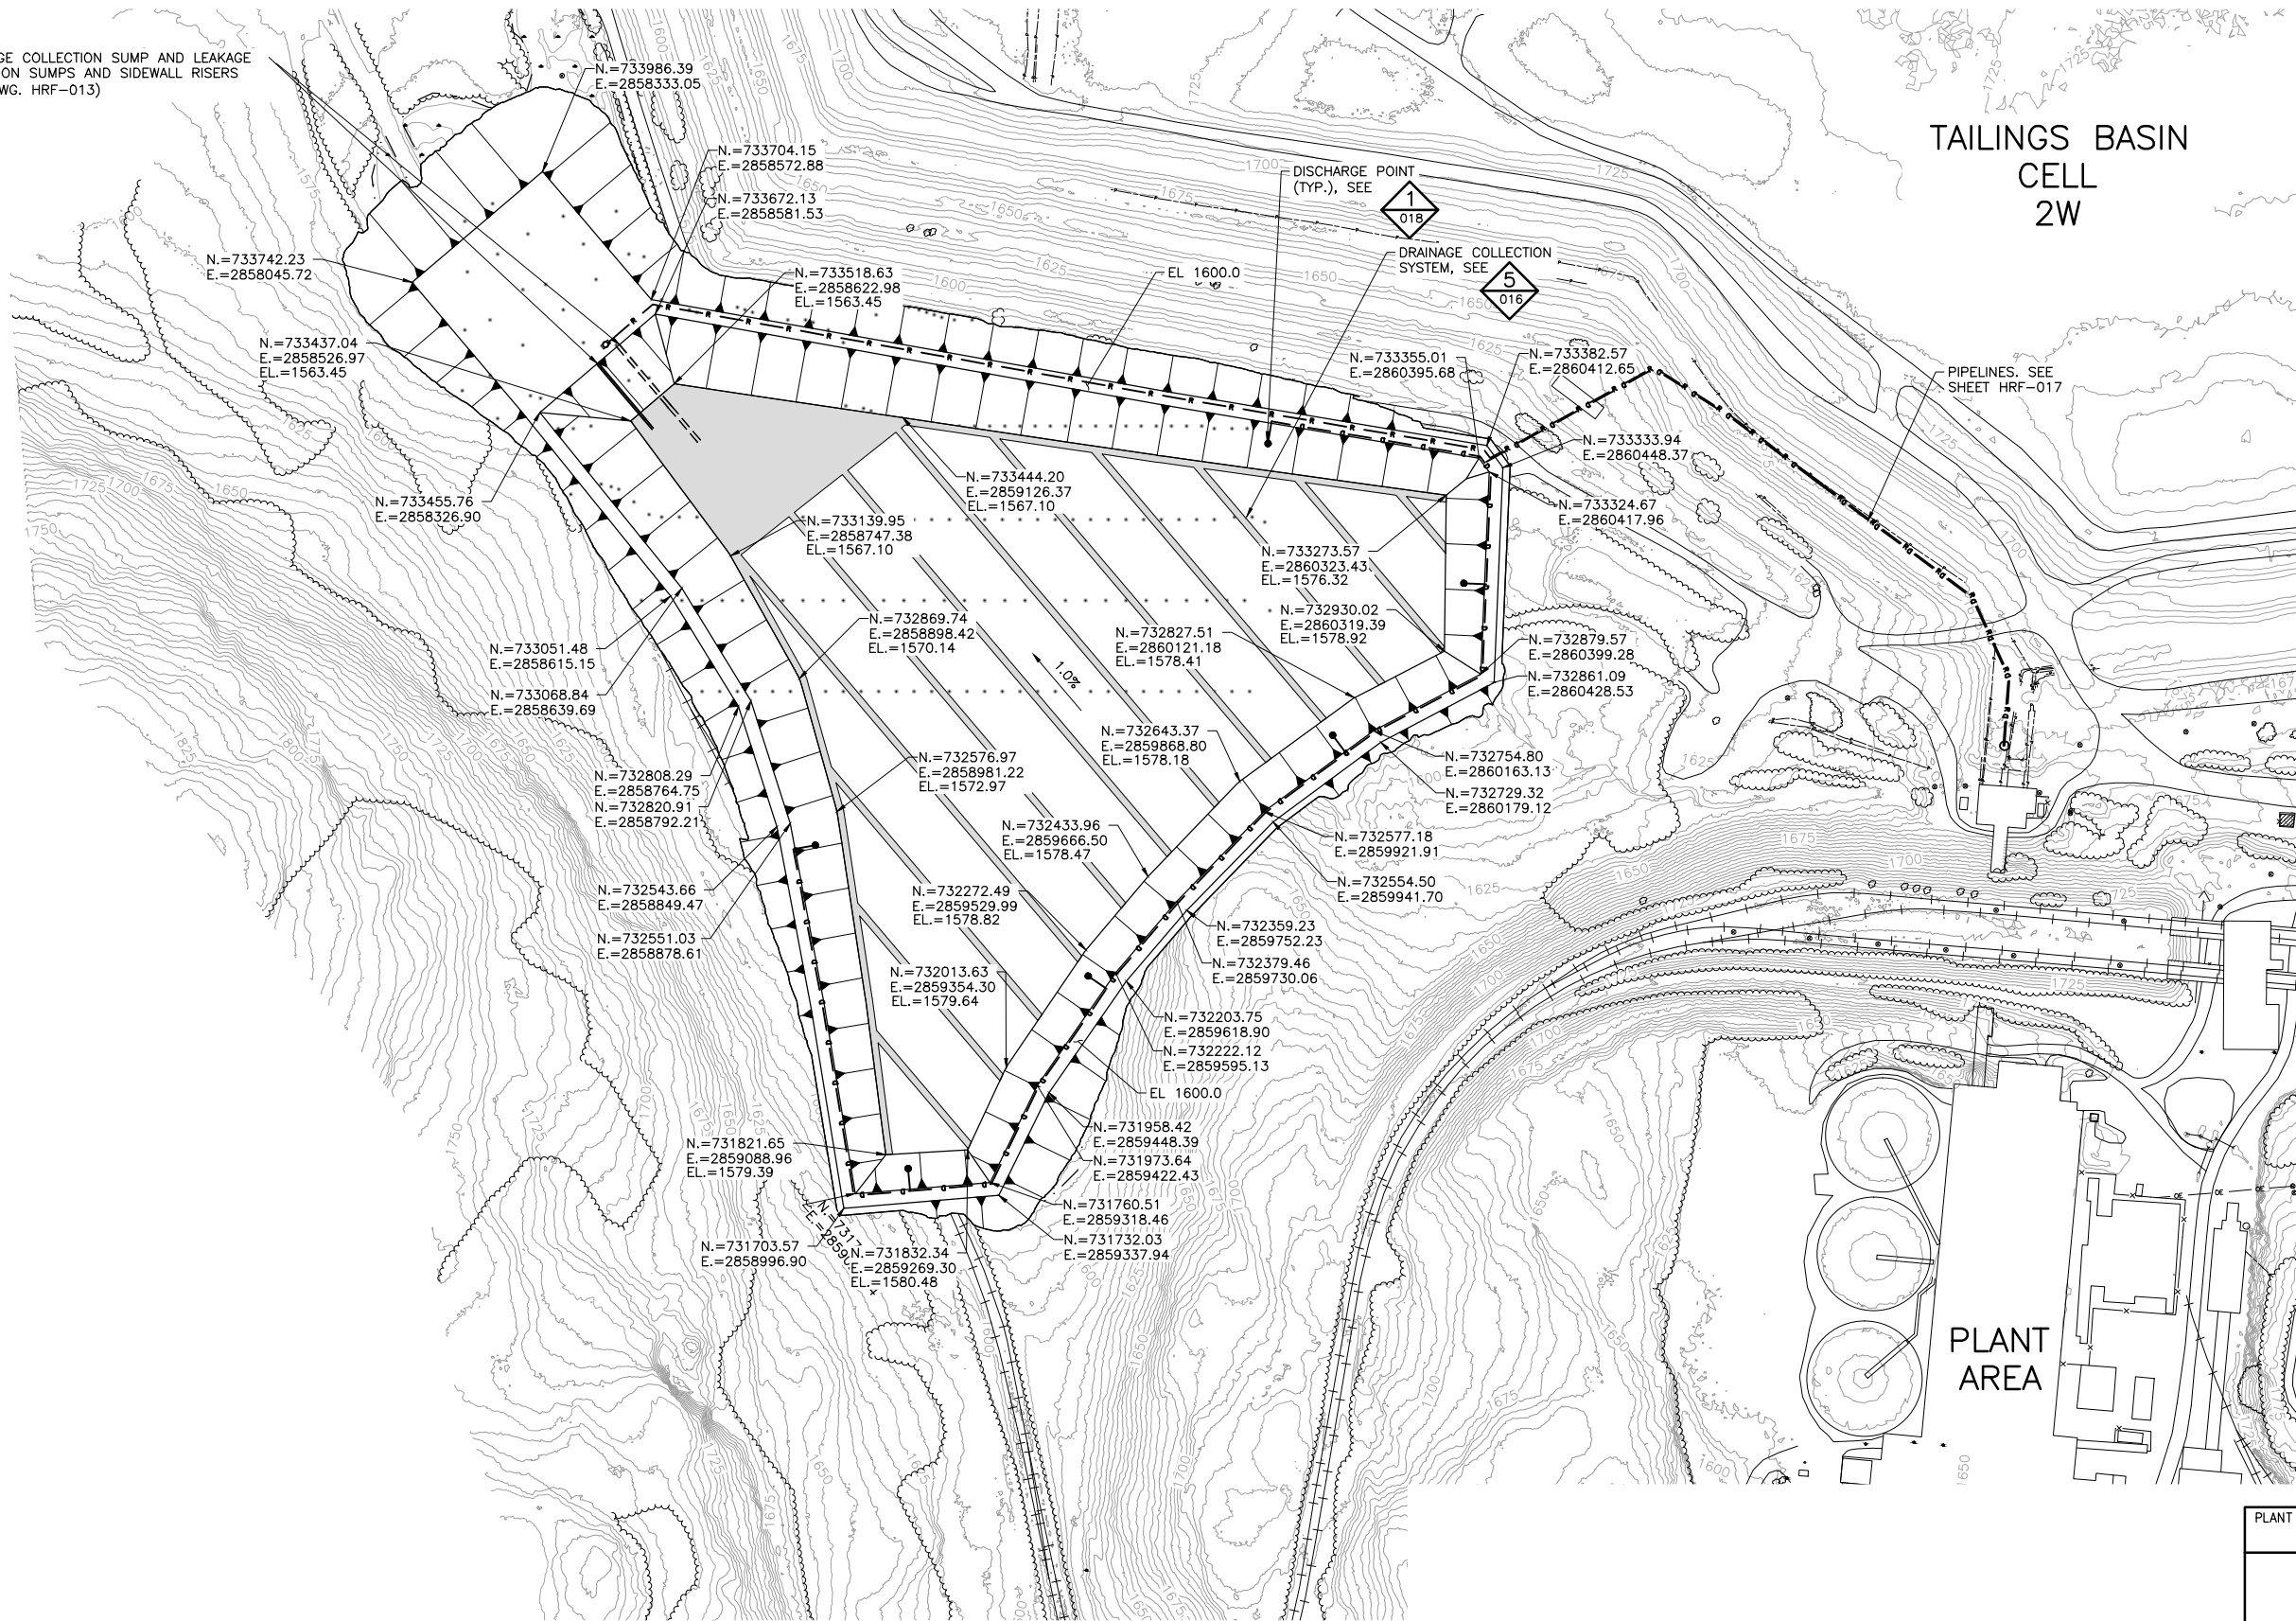 GE COLLECTION SUMP AND LEAKAGE
ON SUMPS AND SIDEWALL RISERS
WG. HRF-013)
N.=733986.39
E.=2858333.05
TAILINGS BASIN
CELL
2W
N.=733704.15
E.=2858572.88
N.=733672.13
E.=2858581.53
DISCHARGE POINT
(TYP.), SEE
1
018
DRAINAGE COLLECTION
SYSTEM, SEE
5
016
N.=733742.23
E.=2858045.72
N.=733518.63
E.=2858622.98
EL.=1563.45
EL 1600.0
N.=733437.04
E.=2858526.97
EL.=1563.45
N.=733355.01
E.=2860395.68
N.=733382.57
E.=2860412.65
PIPELINES. SEE
SHEET HRF-017
N.=733333.94
E.=2860448.37
N.=733455.76
E.=2858326.90
N.=733444.20
E.=2859126.37
EL.=1567.10
N.=733324.67
E.=2860417.96
N.=733139.95
E.=2858747.38
EL.=1567.10
N.=733273.57
E.=2860323.43
EL.=1576.32
N.=732930.02
E.=2860319.39
EL.=1578.92
N.=732869.74
E.=2858898.42
EL.=1570.14
N.=732827.51
E.=2860121.18
EL.=1578.41
N.=732879.57
E.=2860399.28
N.=733051.48
E.=2858615.15
1.0%
N.=732861.09
E.=2860428.53
N.=733068.84
E.=2858639.69
N.=732643.37
E.=2859868.80
EL.=1578.18
N.=732576.97
E.=2858981.22
EL.=1572.97
N.=732754.80
E.=2860163.13
N.=732808.29
E.=2858764.75
N.=732820.91
E.=2858792.21
N.=732729.32
E.=2860179.12
N.=732433.96
E.=2859666.50
EL.=1578.47
N.=732577.18
E.=2859921.91
N.=732543.66
E.=2858849.47
N.=732272.49
E.=2859529.99
EL.=1578.82
N.=732554.50
E.=2859941.70
N.=732551.03
E.=2858878.61
N.=732359.23
E.=2859752.23
N.=732379.46
E.=2859730.06
N.=732013.63
E.=2859354.30
EL.=1579.64
N.=732203.75
E.=2859618.90
N.=732222.12
E.=2859595.13
EL 1600.0
N.=731958.42
E.=2859448.39
N.=731973.64
E.=2859422.43
N.=731821.65
E.=2859088.96
EL.=1579.39
N.=731760.51
E.=2859318.46
N.=731732.03
E.=2859337.94
N.=731703.57
E.=2858996.90
N.=731832.34
E.=2859269.30
EL.=1580.48
PLANT
AREA
PLANT